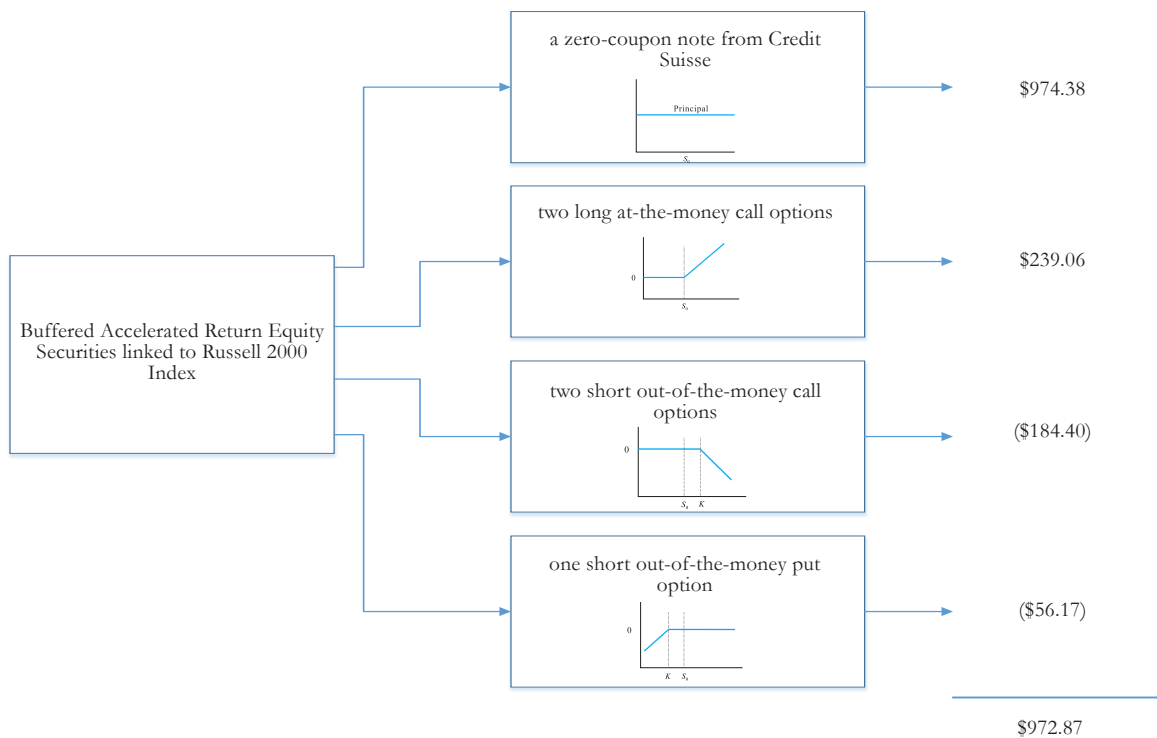 a zero-coupon note from Credit
Suisse
Principal
S₀
$974.38
two long at-the-money call options
0
S₀
$239.06
Buffered Accelerated Return Equity
Securities linked to Russell 2000
Index
two short out-of-the-money call
options
0
S₀ K
($184.40)
one short out-of-the-money put
option
0
K S₀
($56.17)
$972.87